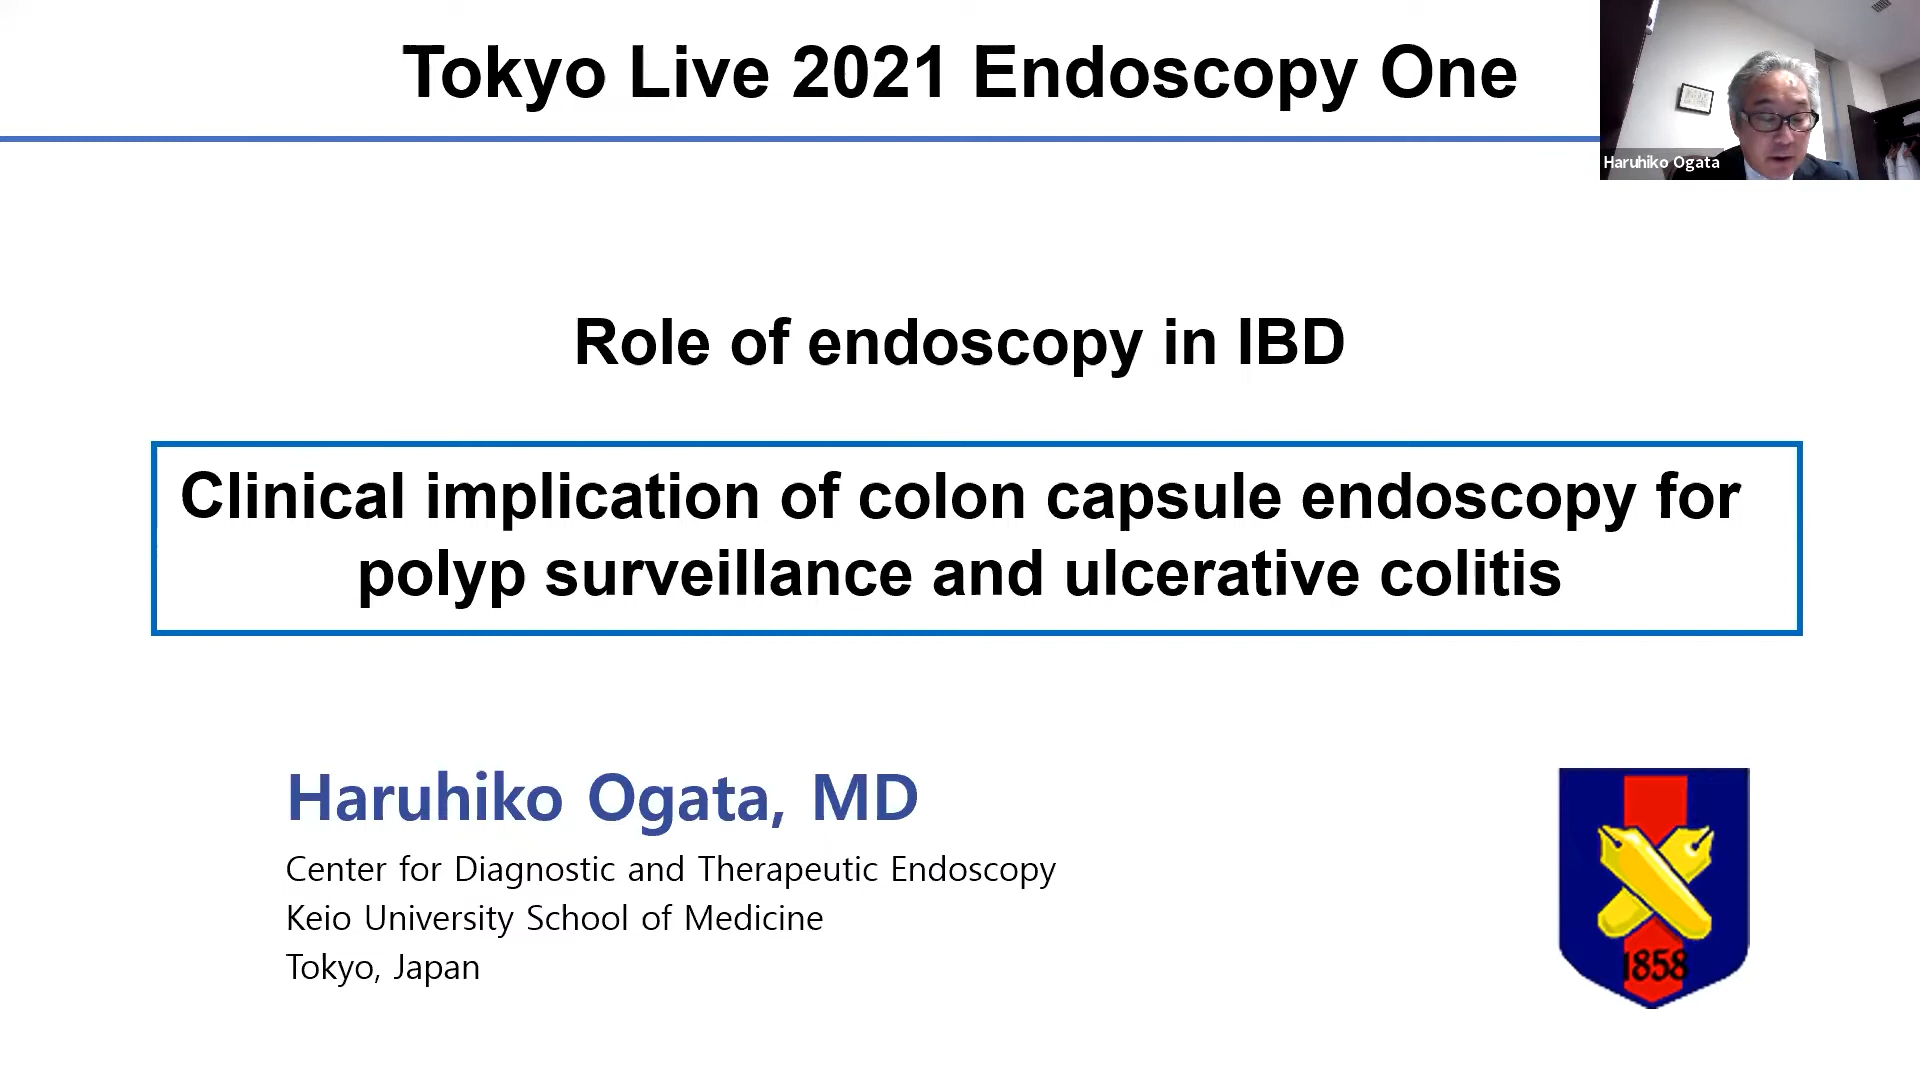 Tokyo Live 2021 Endoscopy One
Haruhiko Ogata
Role of endoscopy in IBD
Clinical implication of colon capsule endoscopy for
polyp surveillance and ulcerative colitis
Haruhiko Ogata, MD
Center for Diagnostic and Therapeutic Endoscopy
Keio University School of Medicine
Tokyo, Japan
1858